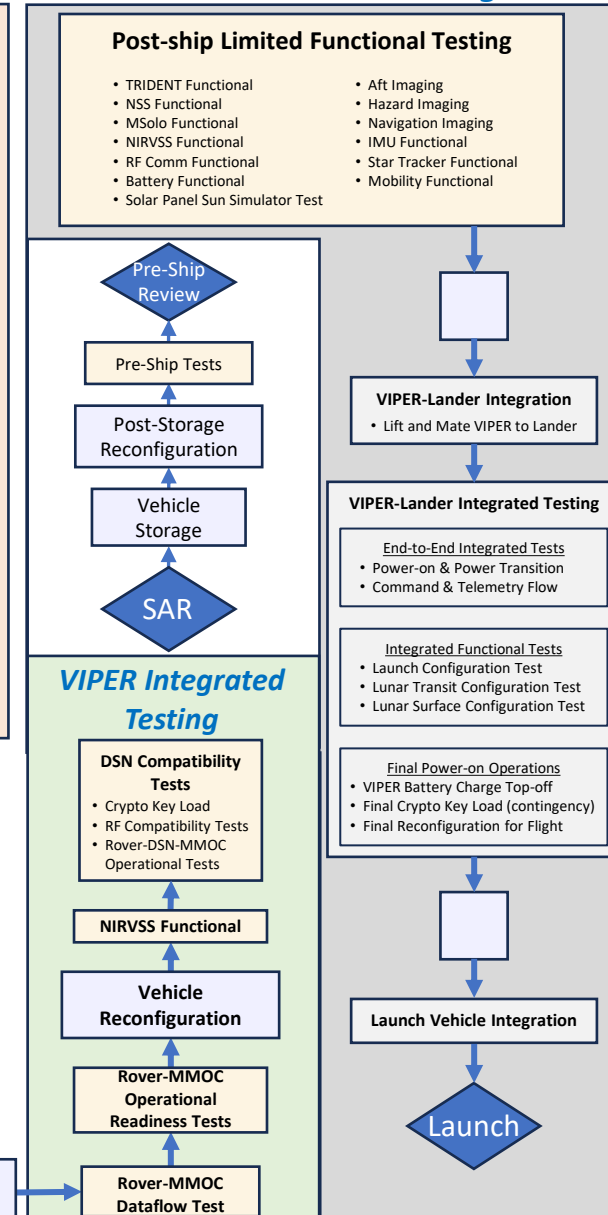 Post-ship Limited Functional Testing
• TRIDENT Functional
• NSS Functional
• MSolo Functional
• NIRVSS Functional
• RF Comm Functional
• Battery Functional
• Solar Panel Sun Simulator Test
• Aft Imaging
• Hazard Imaging
• Navigation Imaging
• IMU Functional
• Star Tracker Functional
• Mobility Functional
Pre-Ship
Review
Pre-Ship Tests
Post-Storage
Reconfiguration
Vehicle
Storage
SAR
VIPER Integrated
Testing
DSN Compatibility
Tests
• Crypto Key Load
• RF Compatibility Tests
• Rover-DSN-MMOC
Operational Tests
NIRVSS Functional
Vehicle
Reconfiguration
Rover-MMOC
Operational
Readiness Tests
Rover-MMOC
Dataflow Test
VIPER-Lander Integration
• Lift and Mate VIPER to Lander
VIPER-Lander Integrated Testing
End-to-End Integrated Tests
• Power-on & Power Transition
• Command & Telemetry Flow
Integrated Functional Tests
• Launch Configuration Test
• Lunar Transit Configuration Test
• Lunar Surface Configuration Test
Final Power-on Operations
• VIPER Battery Charge Top-off
• Final Crypto Key Load (contingency)
• Final Reconfiguration for Flight
Launch Vehicle Integration
Launch